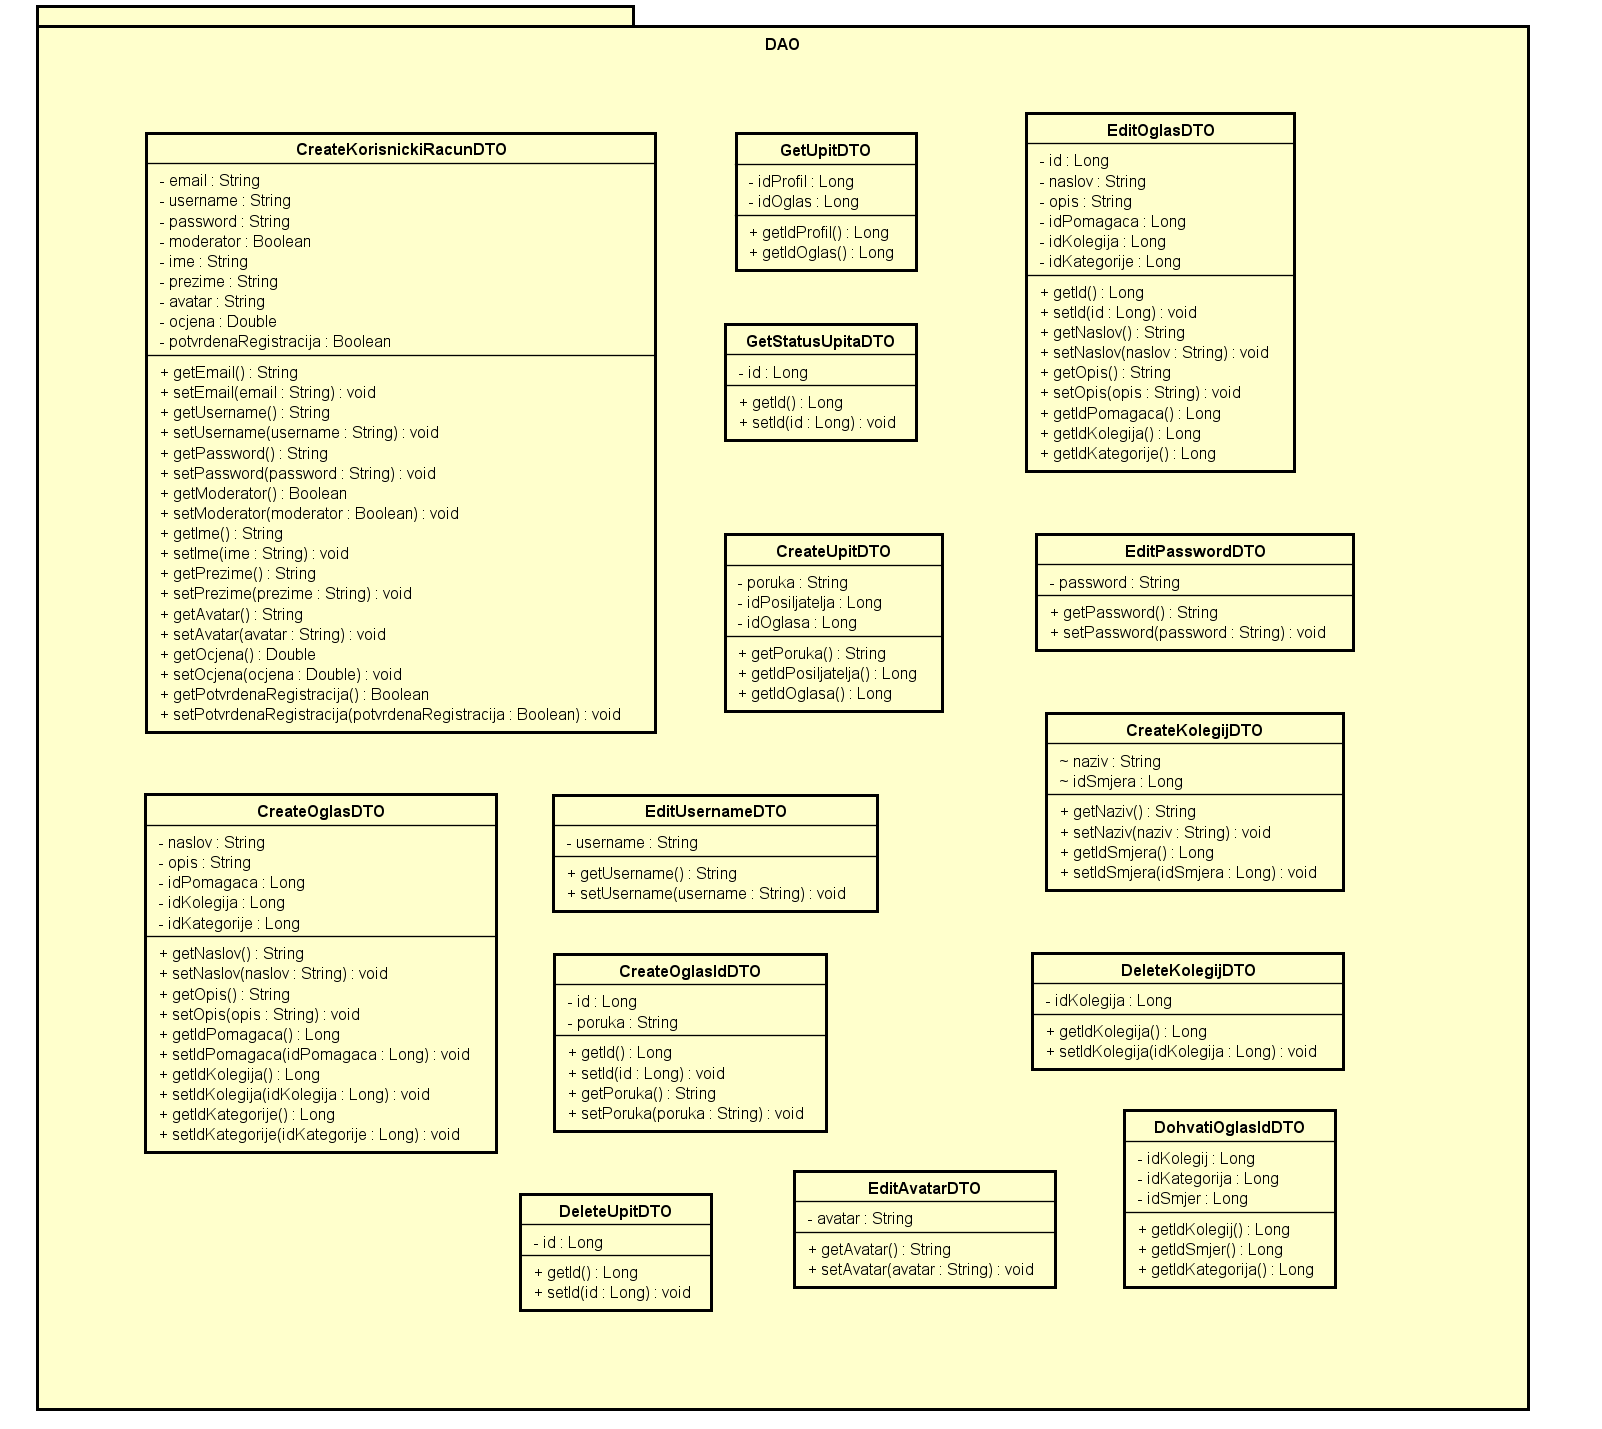 DAO
CreateKorisnickiRacunDTO
- email : String
- username : String
- password : String
- moderator : Boolean
- ime : String
- prezime : String
- avatar : String
- ocjena : Double
- potvrdenaRegistracija : Boolean
+ getEmail() : String
+ setEmail(email : String) : void
+ getUsername() : String
+ setUsername(username : String) : void
+ getPassword() : String
+ setPassword(password : String) : void
+ getModerator() : Boolean
+ setModerator(moderator : Boolean) : void
+ getIme() : String
+ setIme(ime : String) : void
+ getPrezime() : String
+ setPrezime(prezime : String) : void
+ getAvatar() : String
+ setAvatar(avatar : String) : void
+ getOcjena() : Double
+ setOcjena(ocjena : Double) : void
+ getPotvrdenaRegistracija() : Boolean
+ setPotvrdenaRegistracija(potvrdenaRegistracija : Boolean) : void
GetUpitDTO
- idProfil : Long
- idOglas : Long
+ getIdProfil() : Long
+ getIdOglas() : Long
EditOglasDTO
- id : Long
- naslov : String
- opis : String
- idPomagaca : Long
- idKolegija : Long
- idKategorije : Long
+ getId() : Long
+ setId(id : Long) : void
+ getNaslov() : String
+ setNaslov(naslov : String) : void
+ getOpis() : String
+ setOpis(opis : String) : void
+ getIdPomagaca() : Long
+ getIdKolegija() : Long
+ getIdKategorije() : Long
GetStatusUpitaDTO
- id : Long
+ getId() : Long
+ setId(id : Long) : void
CreateUpitDTO
- poruka : String
- idPosiljatelja : Long
- idOglasa : Long
+ getPoruka() : String
+ getIdPosiljatelja() : Long
+ getIdOglasa() : Long
EditPasswordDTO
- password : String
+ getPassword() : String
+ setPassword(password : String) : void
CreateKolegijDTO
~ naziv : String
~ idSmjera : Long
+ getNaziv() : String
+ setNaziv(naziv : String) : void
+ getIdSmjera() : Long
+ setIdSmjera(idSmjera : Long) : void
CreateOglasDTO
- naslov : String
- opis : String
- idPomagaca : Long
- idKolegija : Long
- idKategorije : Long
+ getNaslov() : String
+ setNaslov(naslov : String) : void
+ getOpis() : String
+ setOpis(opis : String) : void
+ getIdPomagaca() : Long
+ setIdPomagaca(idPomagaca : Long) : void
+ getIdKolegija() : Long
+ setIdKolegija(idKolegija : Long) : void
+ getIdKategorije() : Long
+ setIdKategorije(idKategorije : Long) : void
EditUsernameDTO
- username : String
+ getUsername() : String
+ setUsername(username : String) : void
CreateOglasIdDTO
- id : Long
- poruka : String
+ getId() : Long
+ setId(id : Long) : void
+ getPoruka() : String
+ setPoruka(poruka : String) : void
DeleteKolegijDTO
- idKolegija : Long
+ getIdKolegija() : Long
+ setIdKolegija(idKolegija : Long) : void
DohvatiOglasIdDTO
- idKolegij : Long
- idKategorija : Long
- idSmjer : Long
+ getIdKolegij() : Long
+ getIdSmjer() : Long
+ getIdKategorija() : Long
DeleteUpitDTO
- id : Long
+ getId() : Long
+ setId(id : Long) : void
EditAvatarDTO
- avatar : String
+ getAvatar() : String
+ setAvatar(avatar : String) : void